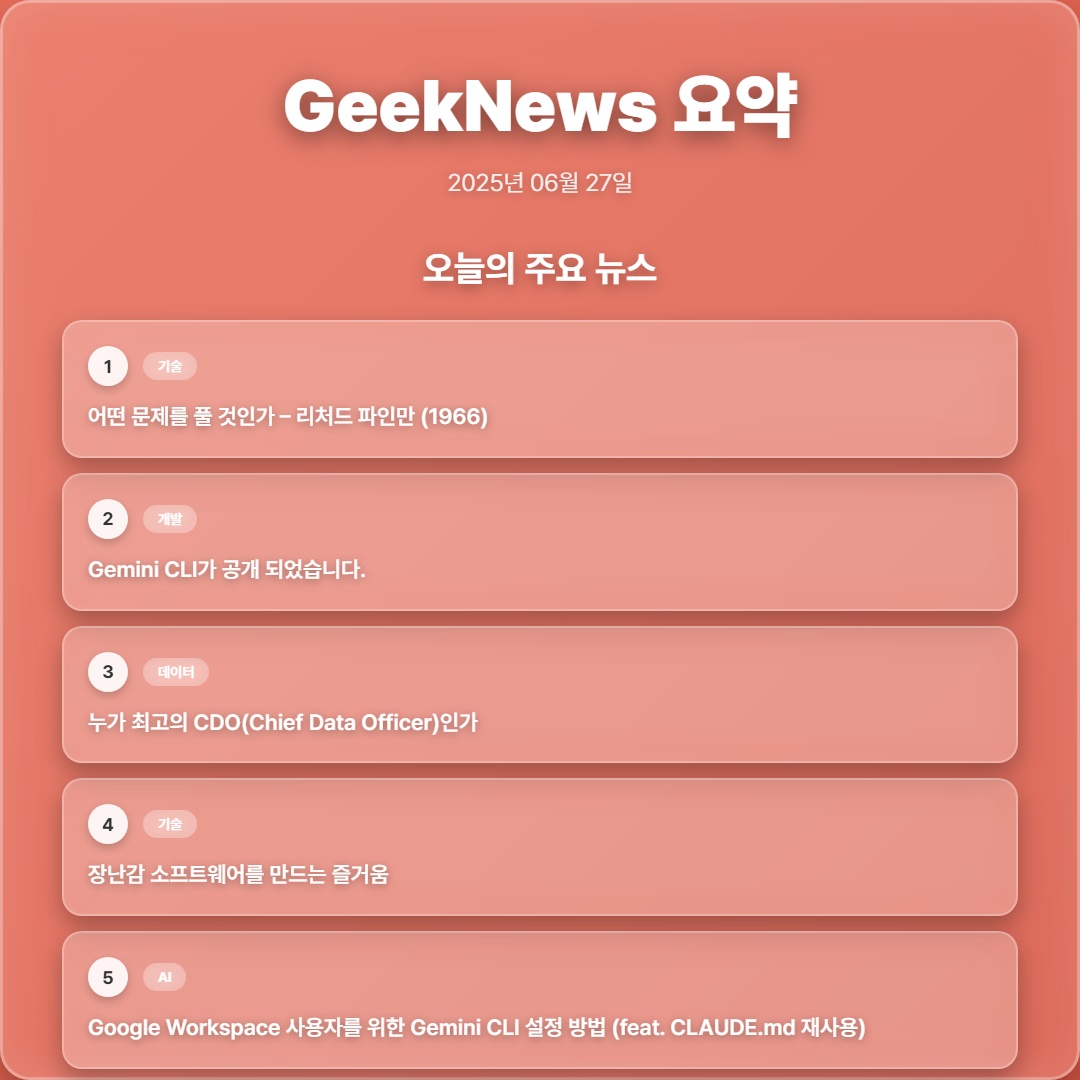 GeekNews 요약
2025년 06월 27일
오늘의 주요 뉴스
1 기술
어떤 문제를 풀 것인가 – 리처드 파인만 (1966)
2 개발
Gemini CLI가 공개 되었습니다.
3 데이터
누가 최고의 CDO(Chief Data Officer)인가
4 기술
장난감 소프트웨어를 만드는 즐거움
5 AI
Google Workspace 사용자를 위한 Gemini CLI 설정 방법 (feat. CLAUDE.md 재사용)